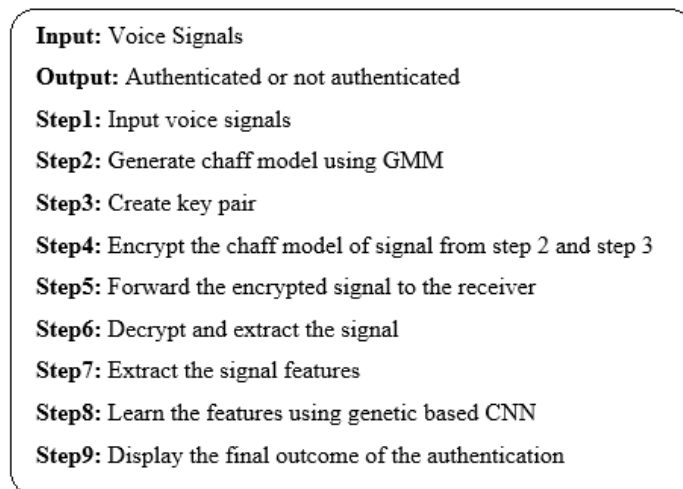 Input: Voice Signals
Output: Authenticated or not authenticated
Step1: Input voice signals
Step2: Generate chaff model using GMM
Step3: Create key pair
Step4: Encrypt the chaff model of signal from step 2 and step 3
Step5: Forward the encrypted signal to the receiver
Step6: Decrypt and extract the signal
Step7: Extract the signal features
Step8: Learn the features using genetic based CNN
Step9: Display the final outcome of the authentication